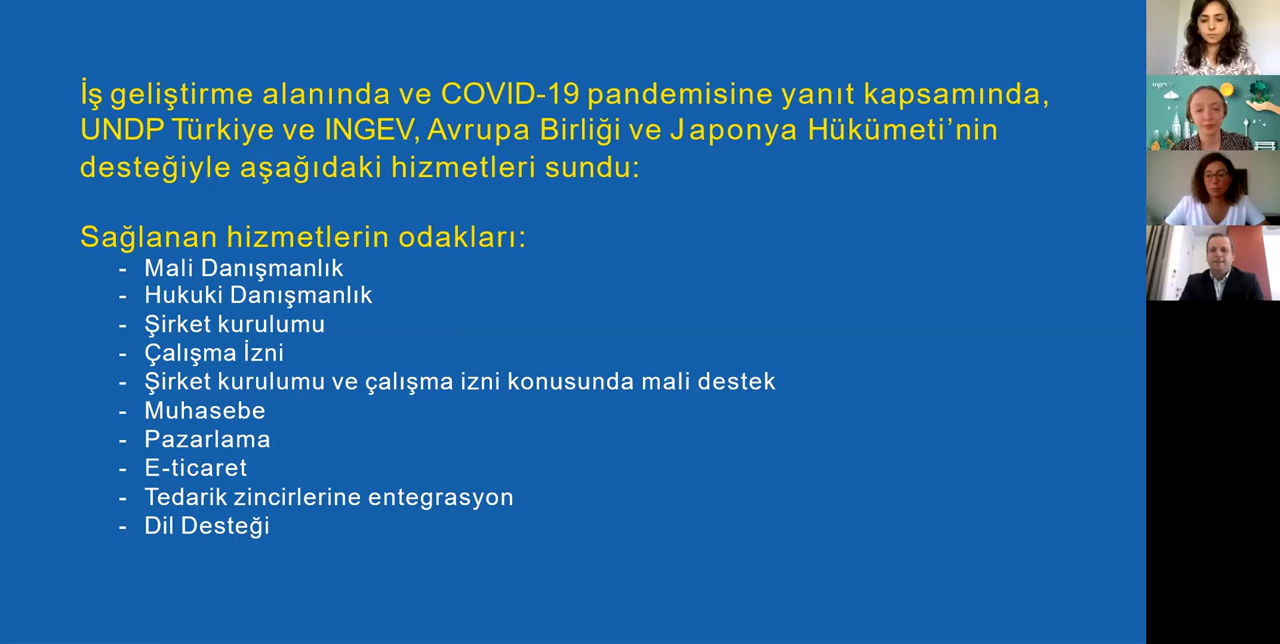 İş geliştirme alanında ve COVID-19 pandemisine yanıt kapsamında,
UNDP Türkiye ve INGEV, Avrupa Birliği ve Japonya Hükümeti’nin
desteğiyle aşağıdaki hizmetleri sundu:
Sağlanan hizmetlerin odakları:
- Mali Danışmanlık
- Hukuki Danışmanlık
- Şirket kurulumu
- Çalışma İzni
- Şirket kurulumu ve çalışma izni konusunda mali destek
- Muhasebe
- Pazarlama
- E-ticaret
- Tedarik zincirlerine entegrasyon
- Dil Desteği
ingev